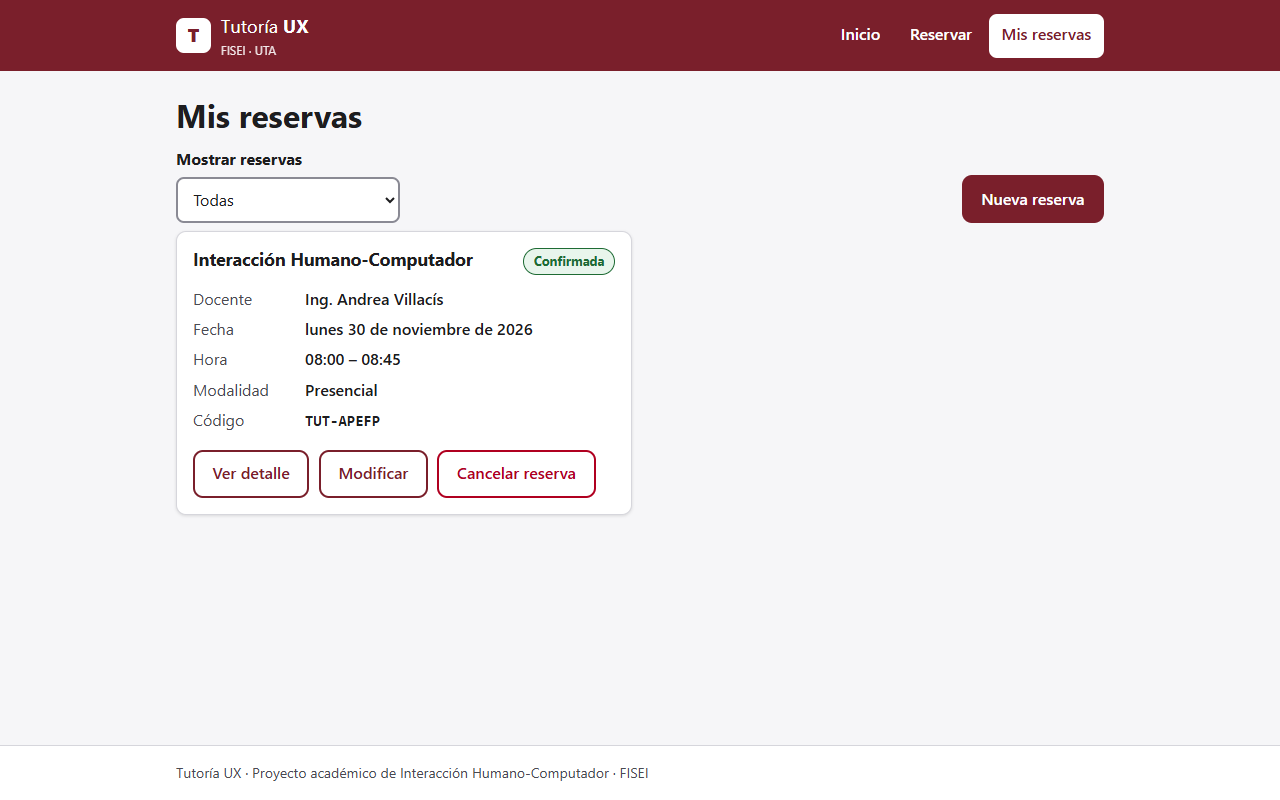 T
Tutoría UX
FISEI · UTA
Inicio
Reservar
Mis reservas
Mis reservas
Mostrar reservas
Todas
Nueva reserva
Interacción Humano-Computador
Confirmada
Docente
Ing. Andrea Villacís
Fecha
lunes 30 de noviembre de 2026
Hora
08:00 – 08:45
Modalidad
Presencial
Código
TUT-APEFP
Ver detalle
Modificar
Cancelar reserva
Tutoría UX · Proyecto académico de Interacción Humano-Computador · FISEI